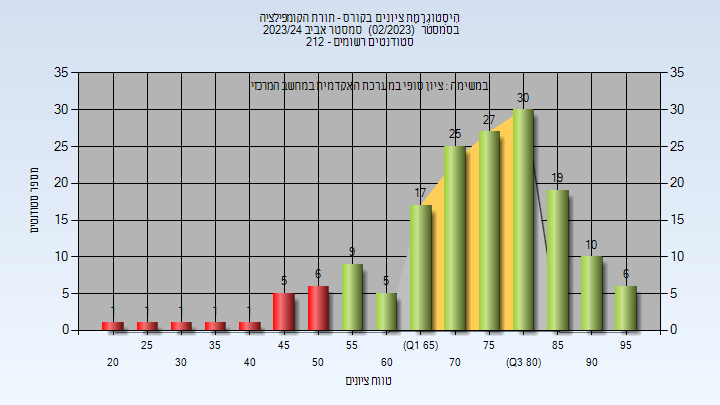 היסטוגרמת ציונים בקורס - תורת הקומפילציה
בסמסטר (02/2023) סמסטר אביב 2023/24
סטודנטים רשומים - 212
במשימה : ציון סופי במערכת האקדמית במחשב המרכזי
מספר סטודנטים
35 35
30 30
25 25
20 20
15 15
10 10
5 5
0 0
1 1 1 1 1 5 6 9 5 17 25 27 30 19 10 6
25 35 45 55 (Q1 65) 75 85 95
20 30 40 50 60 70 (Q3 80) 90
טווח ציונים